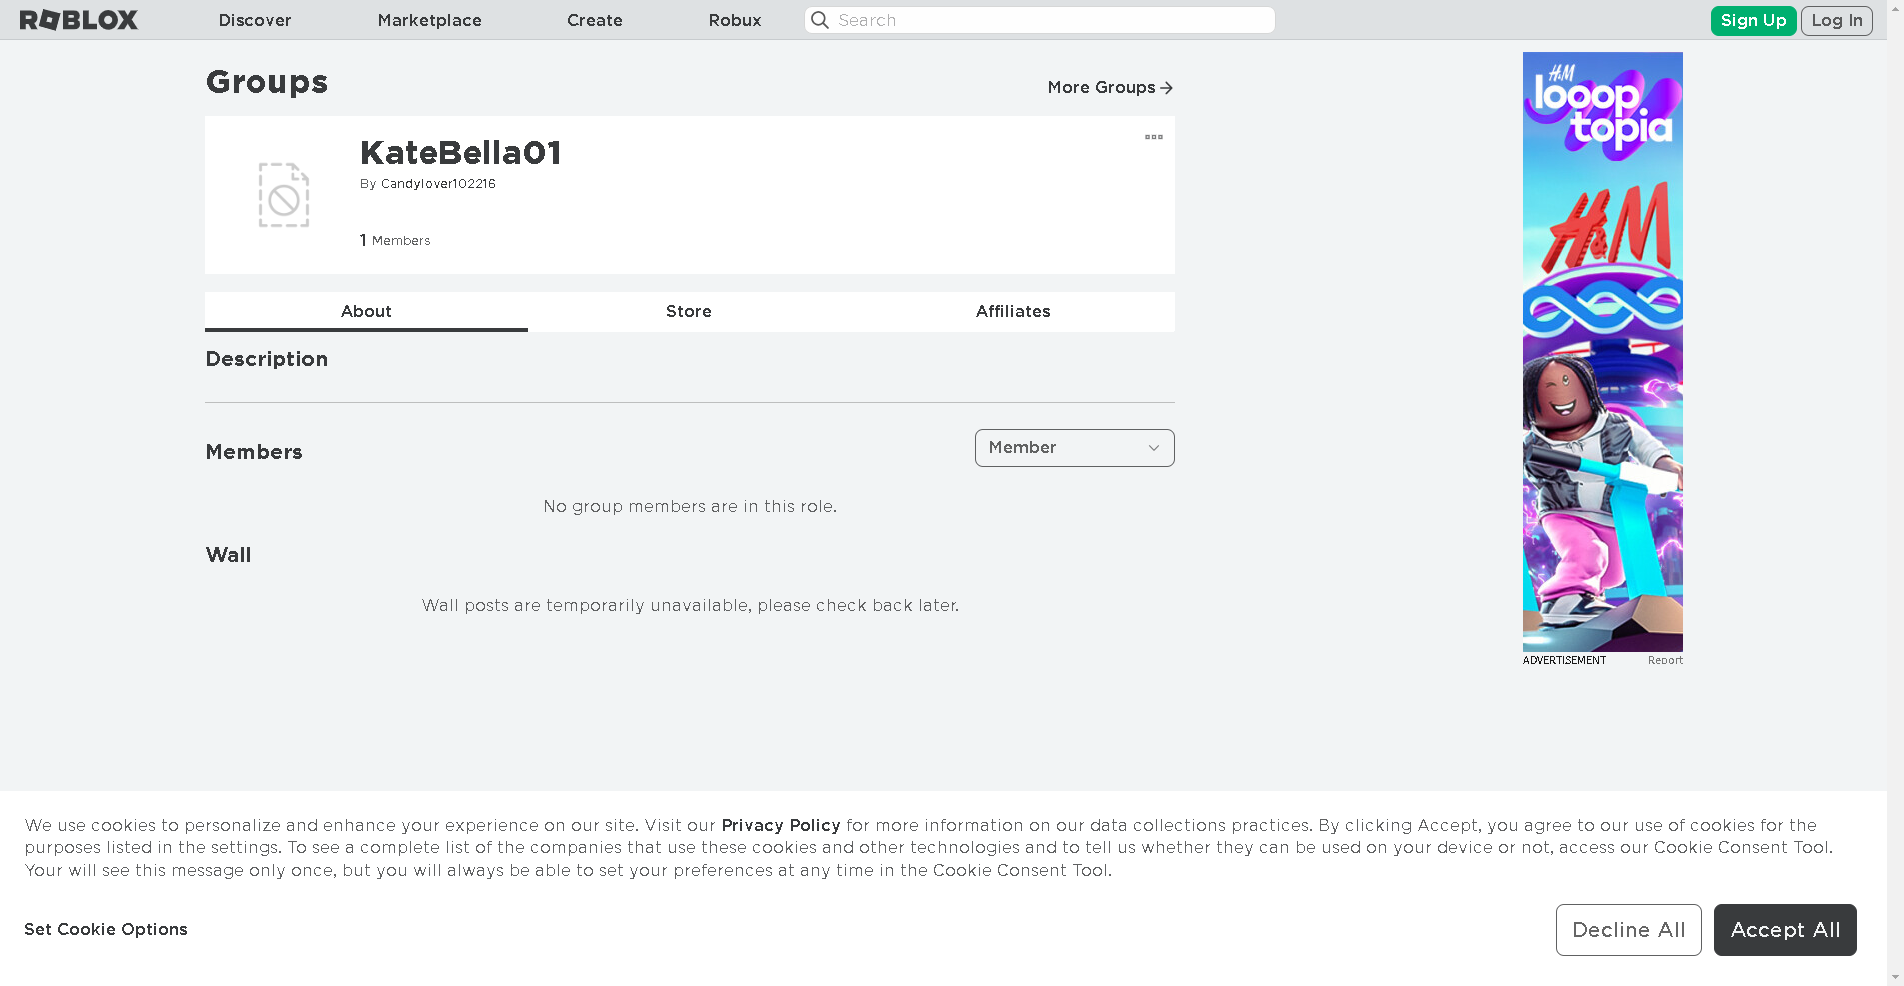 ROBLOX
Discover
Marketplace
Create
Robux
Search
Sign Up
Log In
Groups
More Groups
KateBella01
By Candylover102216
1 Members
About
Store
Affiliates
Description
Members
Member
No group members are in this role.
Wall
Wall posts are temporarily unavailable, please check back later.
H&M
looop
topia
H&M
ADVERTISEMENT
Report
We use cookies to personalize and enhance your experience on our site. Visit our Privacy Policy for more information on our data collections practices. By clicking Accept, you agree to our use of cookies for the
purposes listed in the settings. To see a complete list of the companies that use these cookies and other technologies and to tell us whether they can be used on your device or not, access our Cookie Consent Tool.
Your will see this message only once, but you will always be able to set your preferences at any time in the Cookie Consent Tool.
Set Cookie Options
Decline All
Accept All